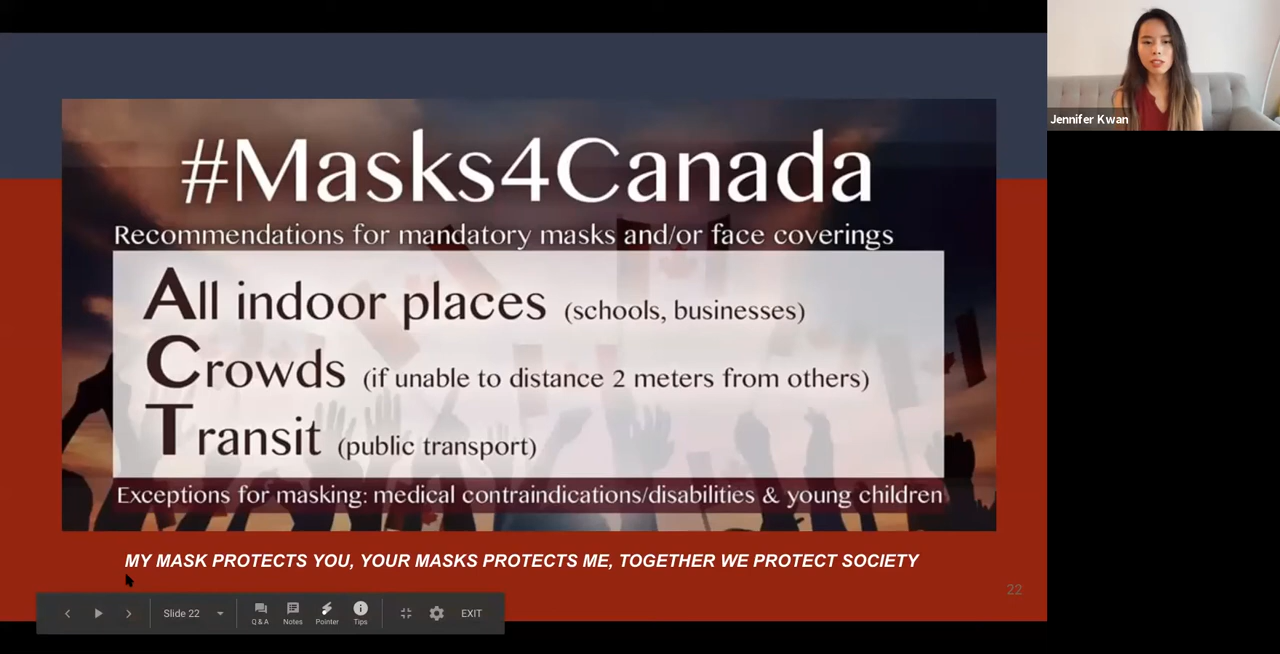 #Masks4Canada
Recommendations for mandatory masks and/or face coverings
All indoor places (schools, businesses)
Crowds (if unable to distance 2 meters from others)
Transit (public transport)
Exceptions for masking: medical contraindications/disabilities & young children
MY MASK PROTECTS YOU, YOUR MASKS PROTECTS ME, TOGETHER WE PROTECT SOCIETY
22
Slide 22
Q & A
Notes
Pointer
Tips
EXIT
Jennifer Kwan